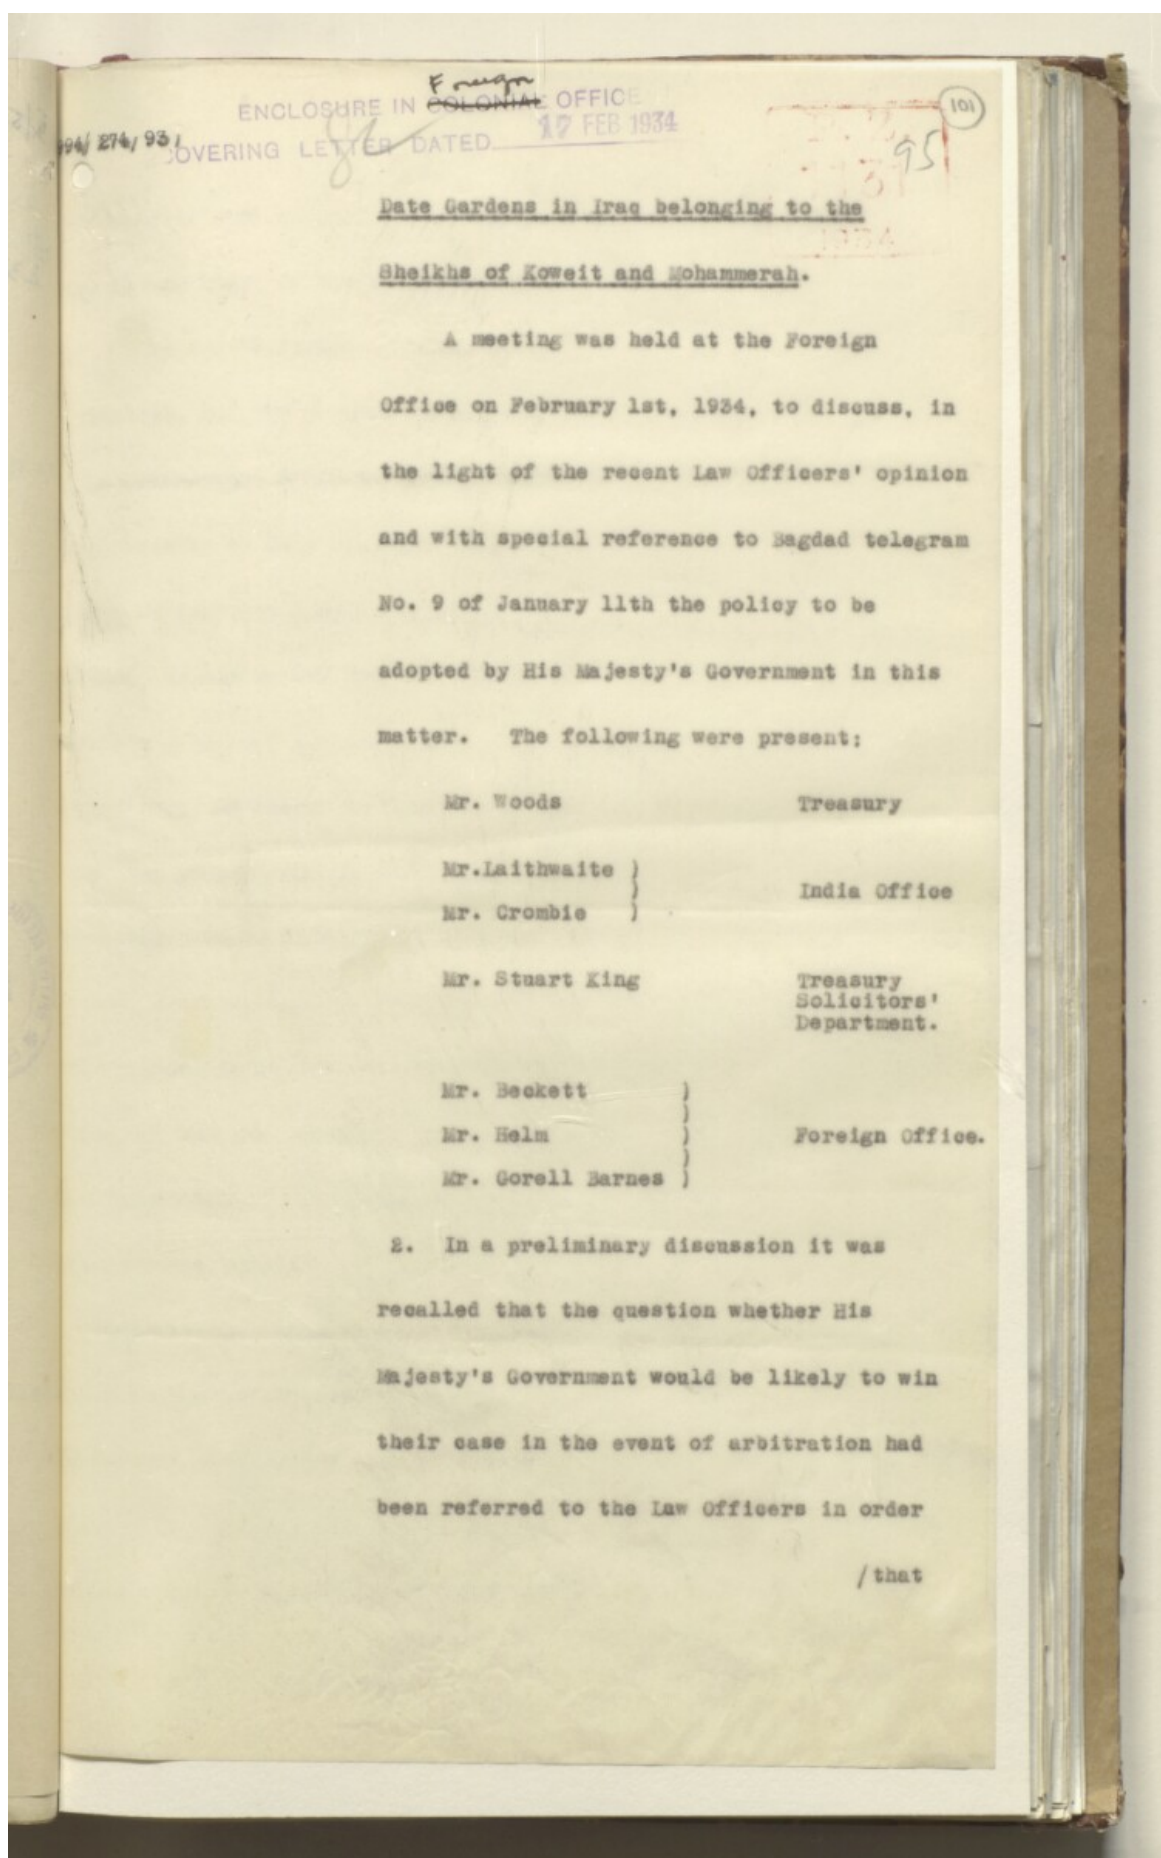 Foreign
ENCLOSURE IN COLONIAL OFFICE
COVERING LETTER DATED 17 FEB 1934
101
95
1934
Date Gardens in Iraq belonging to the
Sheikhs of Koweit and Mohammerah.
A meeting was held at the Foreign
Office on February 1st, 1934, to discuss, in
the light of the recent Law Officers' opinion
and with special reference to Bagdad telegram
No. 9 of January 11th the policy to be
adopted by His Majesty's Government in this
matter. The following were present:
Mr. Woods Treasury
Mr.Laithwaite )
) India Office
Mr. Crombie )
Mr. Stuart King Treasury
Solicitors'
Department.
Mr. Beckett )
)
Mr. Helm ) Foreign Office.
)
Mr. Gorell Barnes )
2. In a preliminary discussion it was
recalled that the question whether His
Majesty's Government would be likely to win
their case in the event of arbitration had
been referred to the Law Officers in order
/that